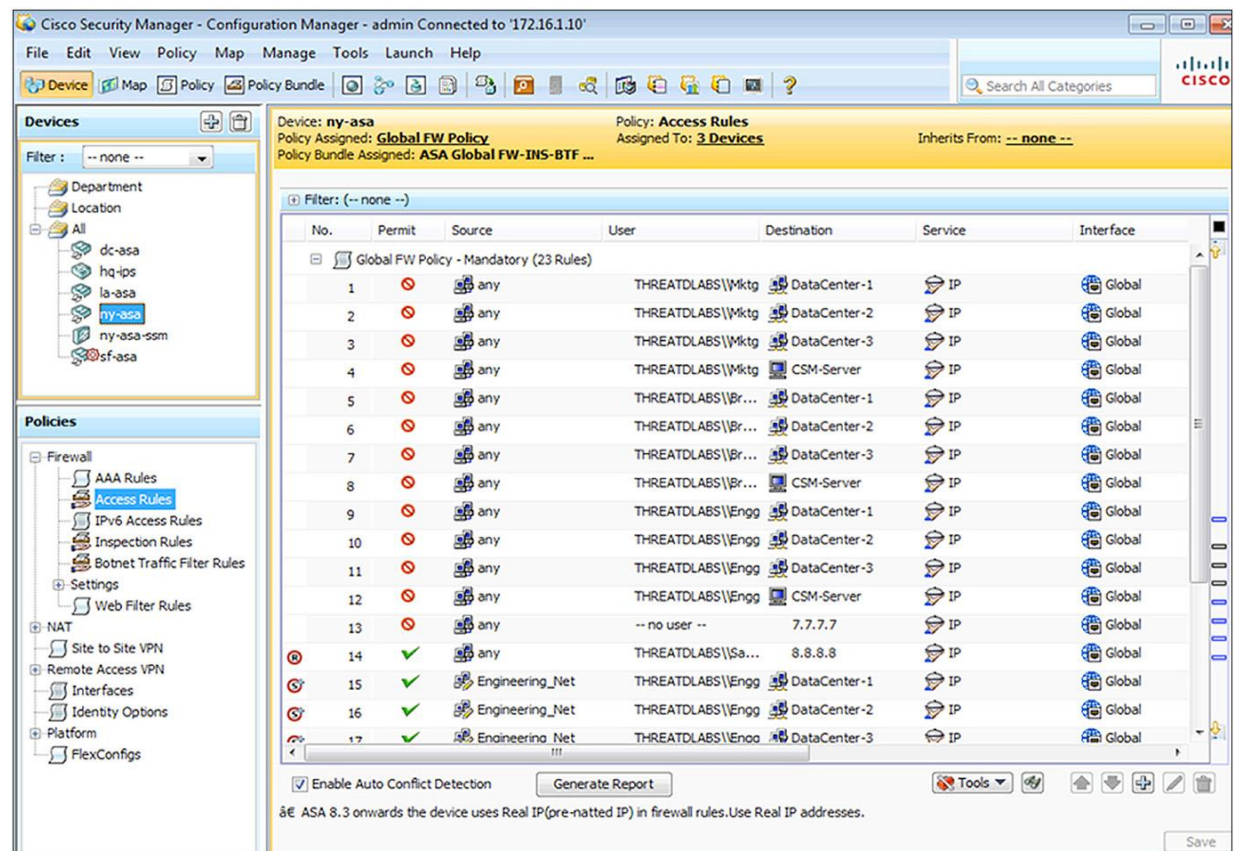 Cisco Security Manager - Configuration Manager - admin Connected to '172.16.1.10'
File Edit View Policy Map Manage Tools Launch Help
Device Map Policy Policy Bundle ? Search All Categories
CISCO
Devices
Filter : -- none --
Department
Location
All
dc-asa
hq-ips
la-asa
ny-asa
ny-asa-ssm
sf-asa
Policies
Firewall
AAA Rules
Access Rules
IPv6 Access Rules
Inspection Rules
Botnet Traffic Filter Rules
Settings
Web Filter Rules
NAT
Site to Site VPN
Remote Access VPN
Interfaces
Identity Options
Platform
FlexConfigs
Device: ny-asa Policy: Access Rules
Policy Assigned: Global FW Policy Assigned To: 3 Devices Inherits From: -- none --
Policy Bundle Assigned: ASA Global FW-INS-BTF ...
Filter: (-- none --)
No. Permit Source User Destination Service Interface
Global FW Policy - Mandatory (23 Rules)
1 any THREATDLABS\\Mktg DataCenter-1 IP Global
2 any THREATDLABS\\Mktg DataCenter-2 IP Global
3 any THREATDLABS\\Mktg DataCenter-3 IP Global
4 any THREATDLABS\\Mktg CSM-Server IP Global
5 any THREATDLABS\\Br... DataCenter-1 IP Global
6 any THREATDLABS\\Br... DataCenter-2 IP Global
7 any THREATDLABS\\Br... DataCenter-3 IP Global
8 any THREATDLABS\\Br... CSM-Server IP Global
9 any THREATDLABS\\Engg DataCenter-1 IP Global
10 any THREATDLABS\\Engg DataCenter-2 IP Global
11 any THREATDLABS\\Engg DataCenter-3 IP Global
12 any THREATDLABS\\Engg CSM-Server IP Global
13 any -- no user -- 7.7.7.7 IP Global
R 14 any THREATDLABS\\Sa... 8.8.8.8 IP Global
S 15 Engineering_Net THREATDLABS\\Engg DataCenter-1 IP Global
S 16 Engineering_Net THREATDLABS\\Engg DataCenter-2 IP Global
17 Engineering_Net THREATDLABS\\Engg DataCenter-3 IP Global
Enable Auto Conflict Detection Generate Report Tools
â€ ASA 8.3 onwards the device uses Real IP(pre-natted IP) in firewall rules.Use Real IP addresses.
Save